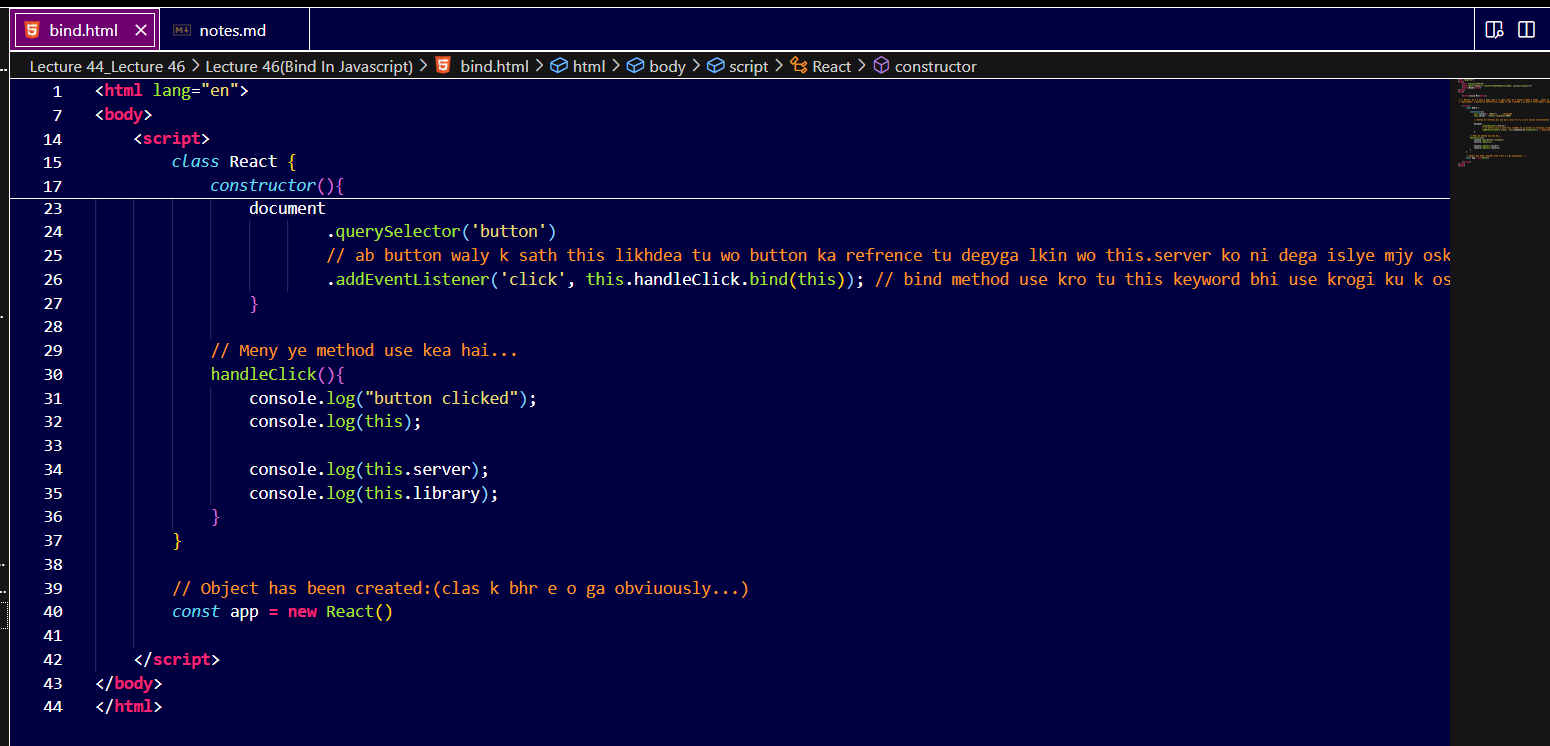 bind.html
notes.md
Lecture 44_Lecture 46 > Lecture 46(Bind In Javascript) > bind.html > html > body > script > React > constructor
1 <html lang="en">
7 <body>
14 <script>
15 class React {
17 constructor(){
23 document
24 .querySelector('button')
25 // ab button waly k sath this likhdea tu wo button ka refrence tu degyga lkin wo this.server ko ni dega islye mjy osk
26 .addEventListener('click', this.handleClick.bind(this)); // bind method use kro tu this keyword bhi use krogi ku k os
27 }
28
29 // Meny ye method use kea hai...
30 handleClick(){
31 console.log("button clicked");
32 console.log(this);
33
34 console.log(this.server);
35 console.log(this.library);
36 }
37 }
38
39 // Object has been created:(clas k bhr e o ga obviuously...)
40 const app = new React()
41
42 </script>
43 </body>
44 </html>